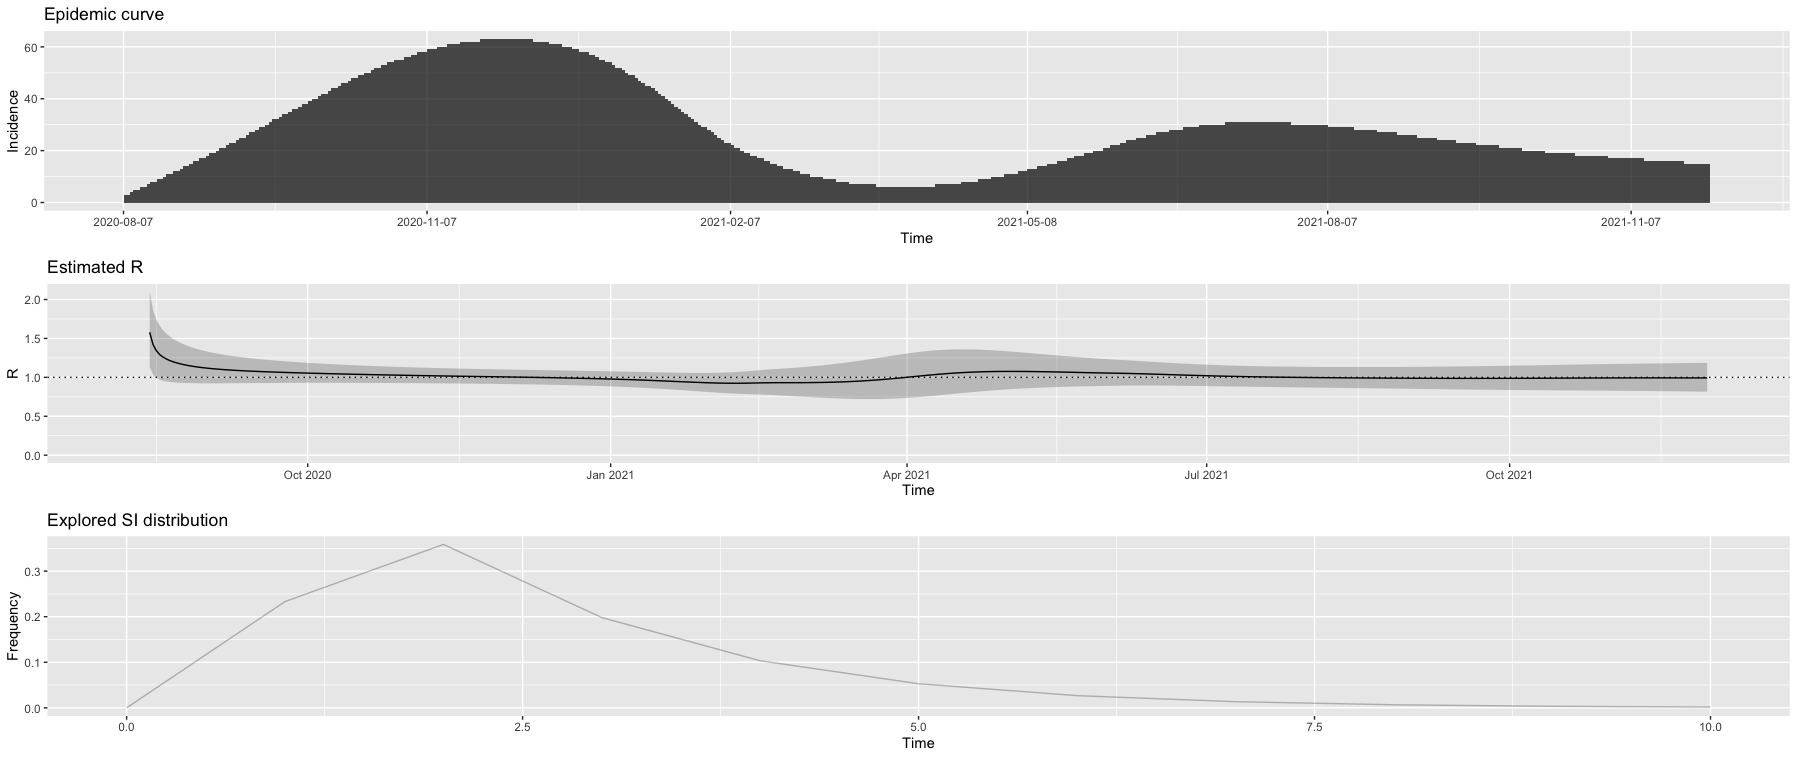 Epidemic curve
60
40
20
0
Incidence
2020-08-07 2020-11-07 2021-02-07 2021-05-08 2021-08-07 2021-11-07
Time
Estimated R
2.0
1.5
1.0
0.5
0.0
R
Oct 2020 Jan 2021 Apr 2021 Jul 2021 Oct 2021
Time
Explored SI distribution
0.3
0.2
0.1
0.0
Frequency
0.0 2.5 5.0 7.5 10.0
Time